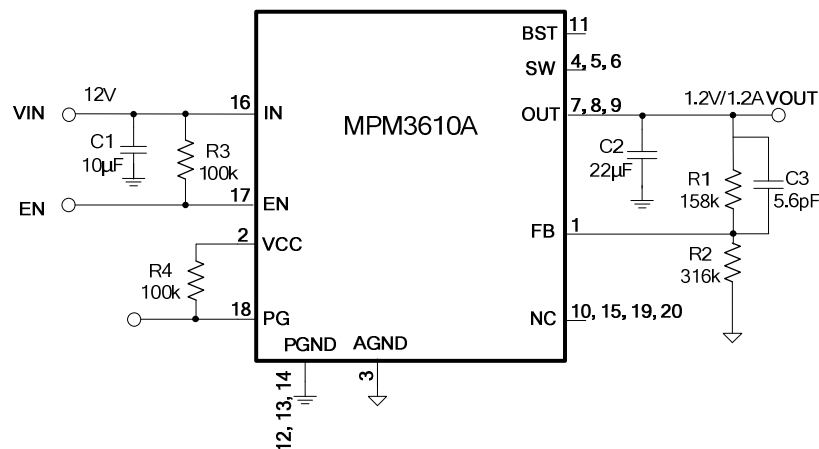 BST
11
SW
4, 5, 6
12V
1.2V/1.2A VOUT
VIN
16
IN
OUT
7, 8, 9
MPM3610A
C1
10µF
R3
100k
C2
22µF
R1
158k
C3
5.6pF
EN
17
EN
FB
1
2
VCC
R2
316k
R4
100k
18
PG
NC
10, 15, 19, 20
PGND
AGND
12, 13, 14
3